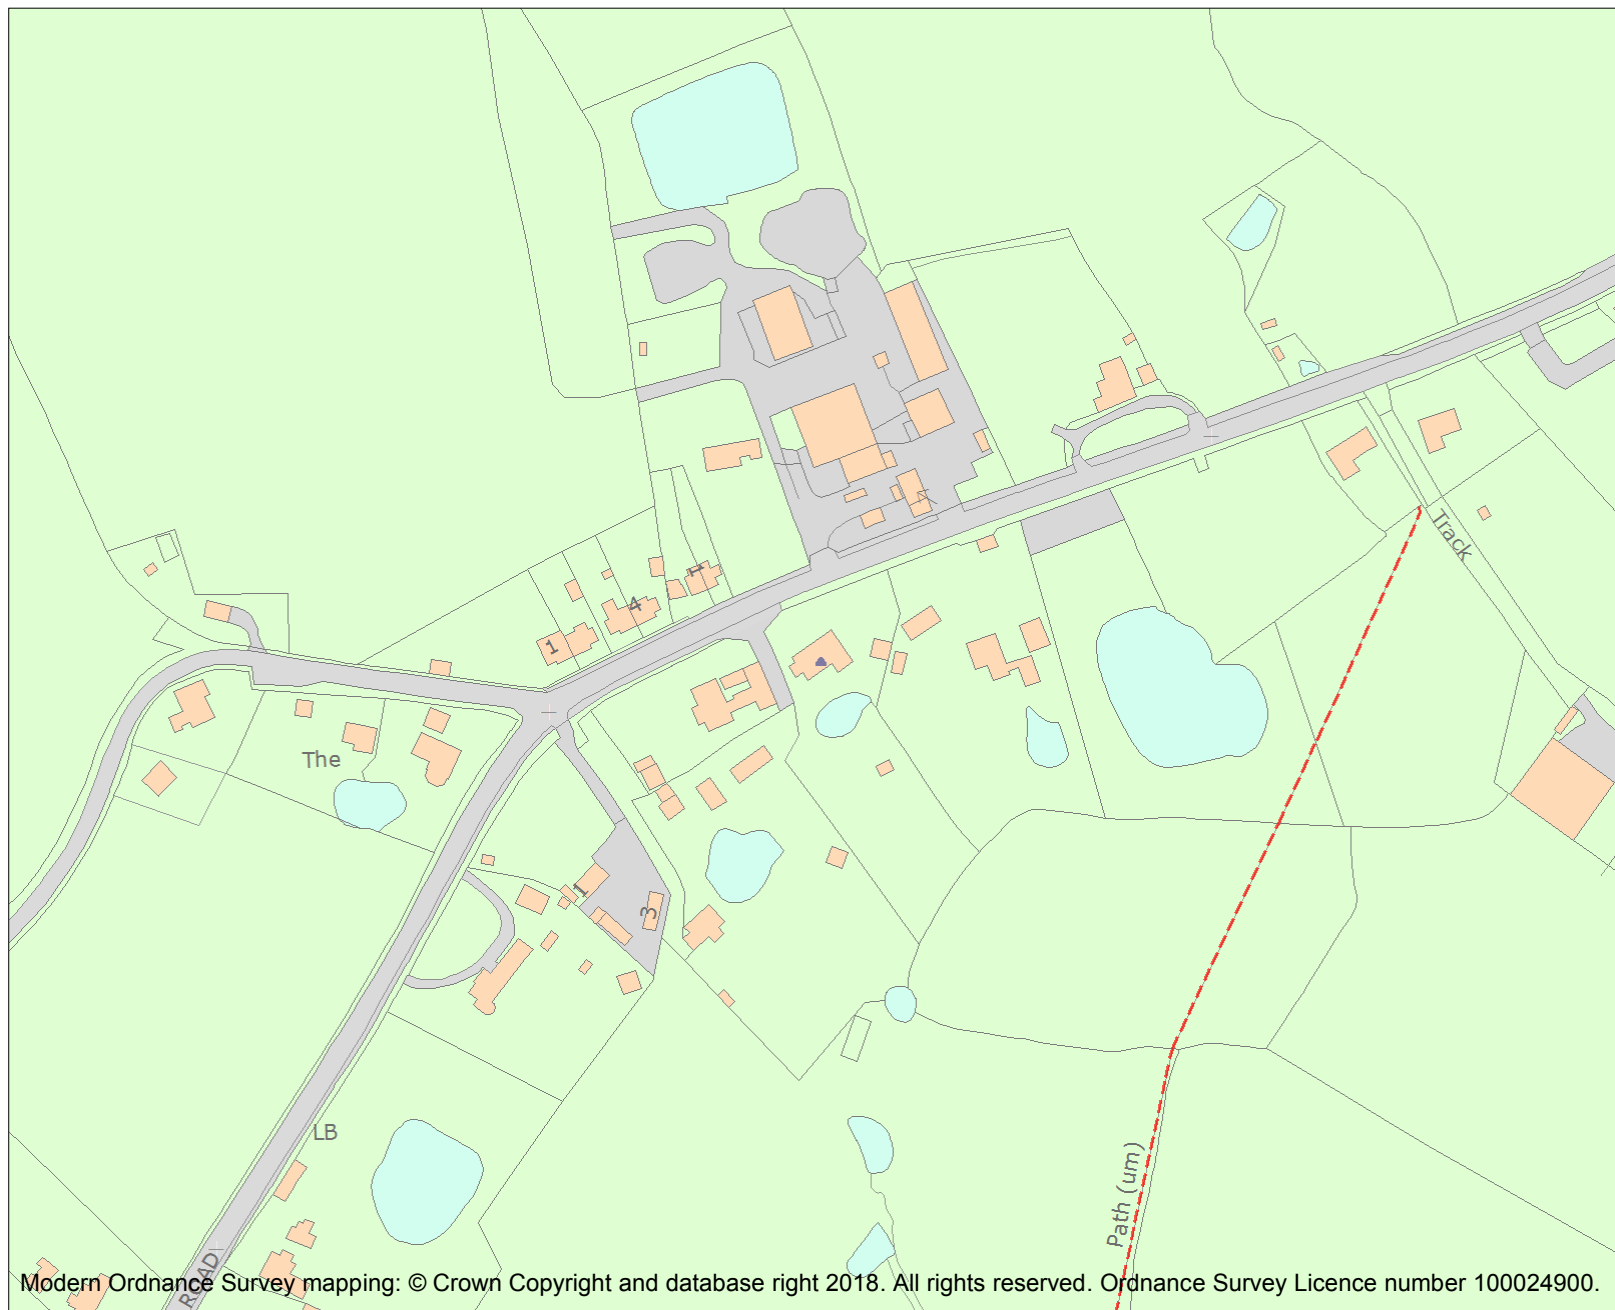 Track
1
4
1
The
1
3
LB
Path (um)
ROAD
Modern Ordnance Survey mapping: © Crown Copyright and database right 2018. All rights reserved. Ordnance Survey Licence number 100024900.